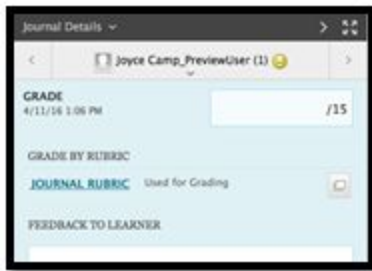 Journal Details
Joyce Camp_PreviewUser (1)
GRADE
4/11/16 1:06 PM
/15
GRADE BY RUBRIC
JOURNAL RUBRIC Used for Grading
FEEDBACK TO LEARNER